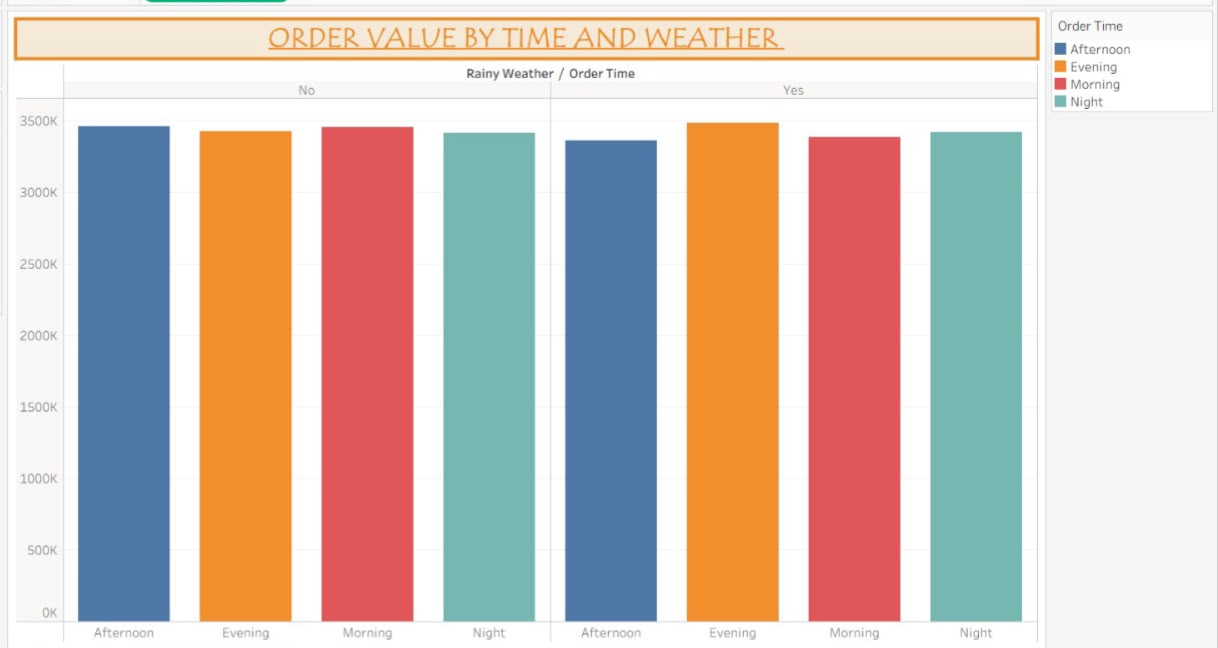 ORDER VALUE BY TIME AND WEATHER
Order Time
Afternoon
Evening
Morning
Night
Rainy Weather / Order Time
No Yes
3500K
3000K
2500K
2000K
1500K
1000K
500K
0K
Afternoon Evening Morning Night Afternoon Evening Morning Night